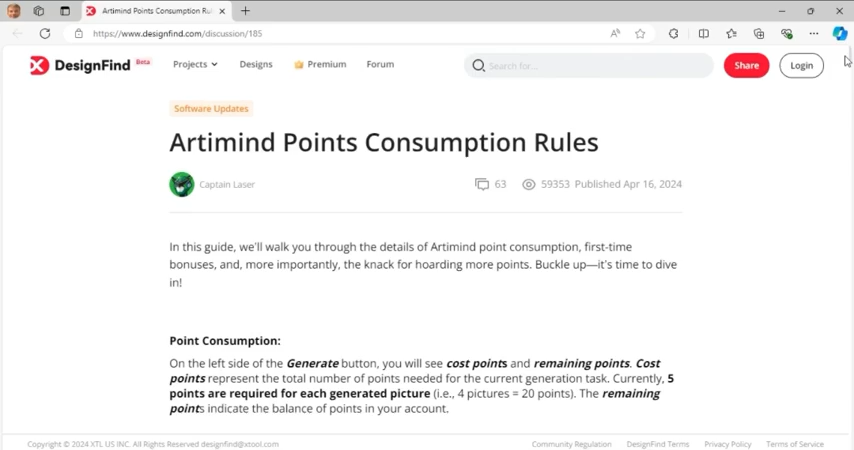 Artimind Points Consumption Rul
https://www.designfind.com/discussion/185
DesignFind Beta Projects Designs Premium Forum Search for... Share Login
Software Updates
Artimind Points Consumption Rules
Captain Laser 63 59353 Published Apr 16, 2024
In this guide, we'll walk you through the details of Artimind point consumption, first-time
bonuses, and, more importantly, the knack for hoarding more points. Buckle up—it's time to dive
in!
Point Consumption:
On the left side of the Generate button, you will see cost points and remaining points. Cost
points represent the total number of points needed for the current generation task. Currently, 5
points are required for each generated picture (i.e., 4 pictures = 20 points). The remaining
points indicate the balance of points in your account.
Copyright © 2024 XTL US INC. All Rights Reserved designfind@xtool.com Community Regulation DesignFind Terms Privacy Policy Terms of Service